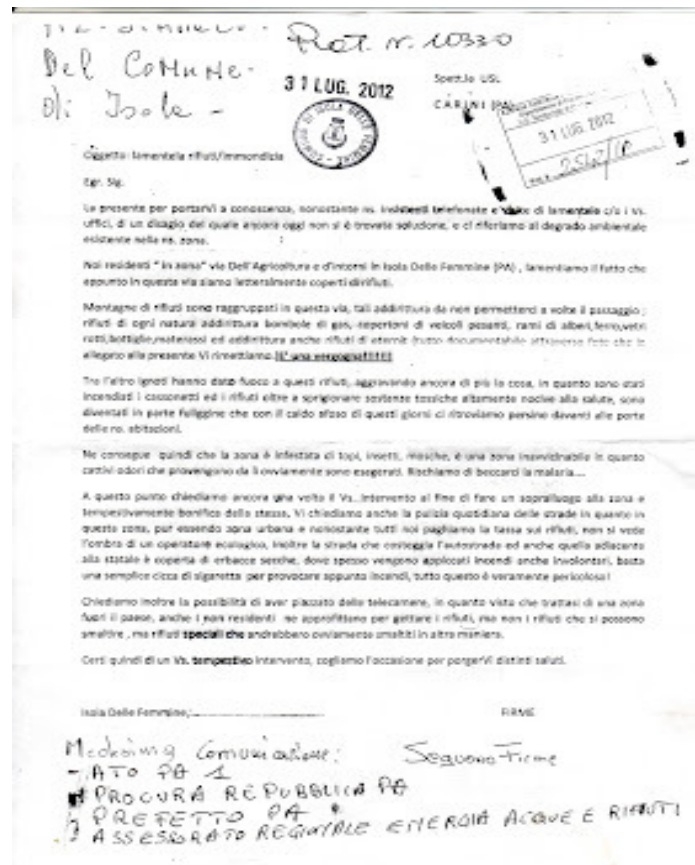 Prot. N. 10330
Del Comune
di Isola -
31 LUG. 2012
Spett.le USL
CARINI (PA)
31 LUG. 2012
Oggetto: lamentela rifiuti/immondizia
Egr. Sig.
La presente per portarVi a conoscenza, nonostante ns. insistenti telefonate e visite di lamentele c/o i Vs.
uffici, di un disagio del quale ancora oggi non si è trovata soluzione, e ci riferiamo al degrado ambientale
esistente nella ns. zona.
Noi residenti " in zona" via Dell'Agricoltura e d'intorni in Isola Delle Femmine (PA) , lamentiamo il fatto che
appunto in questa via siamo letteralmente coperti di rifiuti.
Montagne di rifiuti sono raggruppati in questa via, tali addirittura da non permetterci a volte il passaggio ;
rifiuti di ogni natura addirittura bombole di gas, copertoni di veicoli pesanti, rami di alberi,ferro,vetri
rotti,bottiglie,materassi ed addirittura anche rifiuti di eternit (tutto documentabile attraverso foto che in
allegato alla presente Vi rimettiamo.)E' una vergogna!!!!!!
Tra l'altro ignoti hanno dato fuoco a questi rifiuti, aggravando ancora di più la cosa, in quanto sono stati
incendiati i cassonetti ed i rifiuti oltre a sprigionare sostanze tossiche altamente nocive alla salute, sono
diventati in parte fuliggine che con il caldo afoso di questi giorni ci ritroviamo persino davanti alle porte
delle ns. abitazioni.
Ne consegue quindi che la zona è infestata di topi, insetti, mosche, è una zona inavvicinabile in quanto
cattivi odori che provengono da li ovviamente sono esagerati. Rischiamo di beccarci la malaria....
A questo punto chiediamo ancora una volta il Vs. intervento al fine di fare un sopralluogo alla zona e
tempestivamente bonifica della stessa, Vi chiediamo anche la pulizia quotidiana delle strade in quanto in
questa zona, pur essendo zona urbana e nonostante tutti noi paghiamo la tassa sui rifiuti, non si vede
l'ombra di un operatore ecologico, inoltre la strada che costeggia l'autostrada ed anche quella adiacente
alla statale è coperta di erbacce secche, dove spesso vengono appiccati incendi anche involontari, basta
una semplice cicca di sigaretta per provocare appunto incendi, tutto questo è veramente pericoloso!
Chiediamo inoltre la possibilità di aver piazzato delle telecamere, in quanto visto che trattasi di una zona
fuori il paese, anche i non residenti ne approfittano per gettare i rifiuti, ma non i rifiuti che si possono
smaltire , ma rifiuti speciali che andrebbero ovviamente smaltiti in altra maniera.
Certi quindi di un Vs. tempestivo intervento, cogliamo l'occasione per porgerVi distinti saluti.
Isola Delle Femmine,
FIRME
Medesima Comunicazione:
Seguono Firme
- ATO PA 1
PROCURA REPUBBLICA PA
PREFETTO PA
ASSESSORATO REGIONALE ENERGIA ACQUE E RIFIUTI